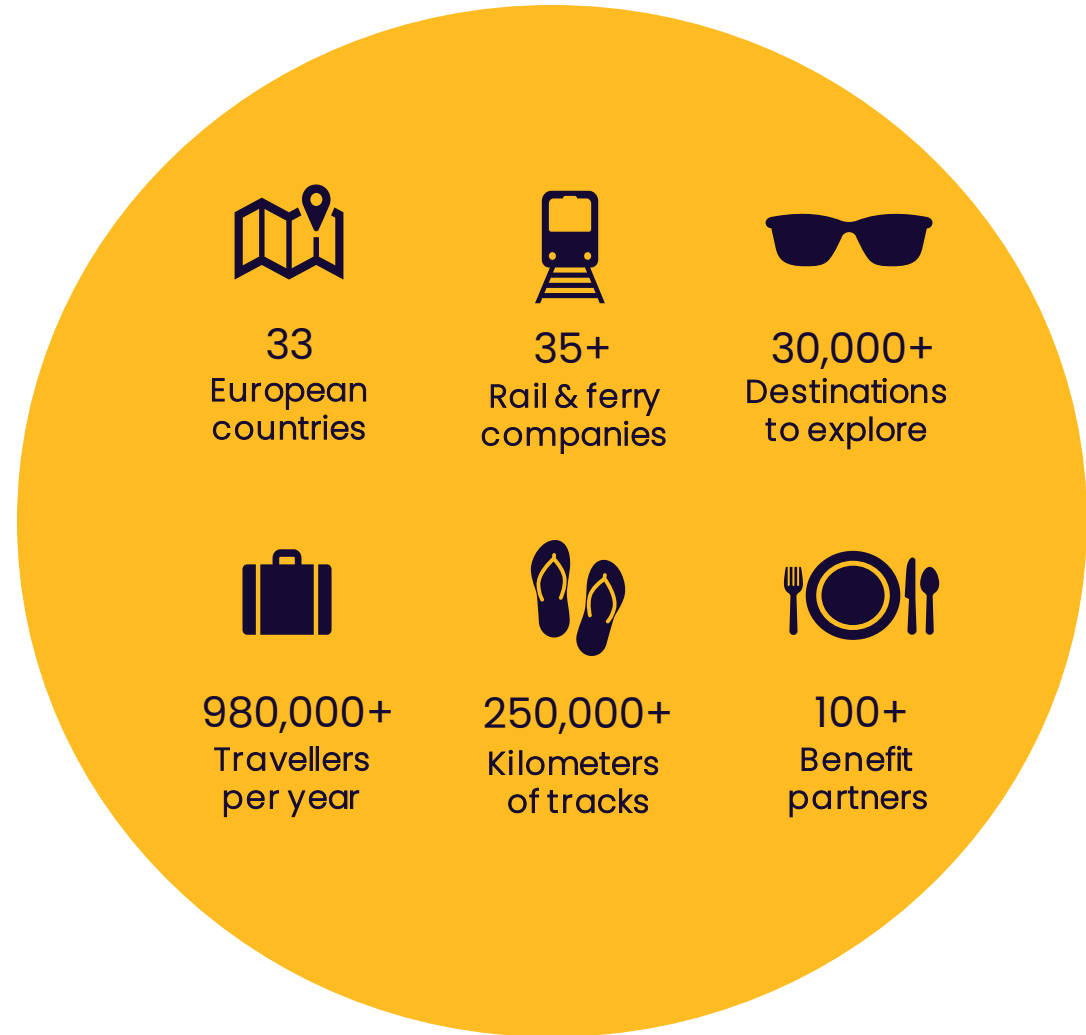 33
European
countries
35+
Rail & ferry
companies
30,000+
Destinations
to explore
980,000+
Travellers
per year
250,000+
Kilometers
of tracks
100+
Benefit
partners